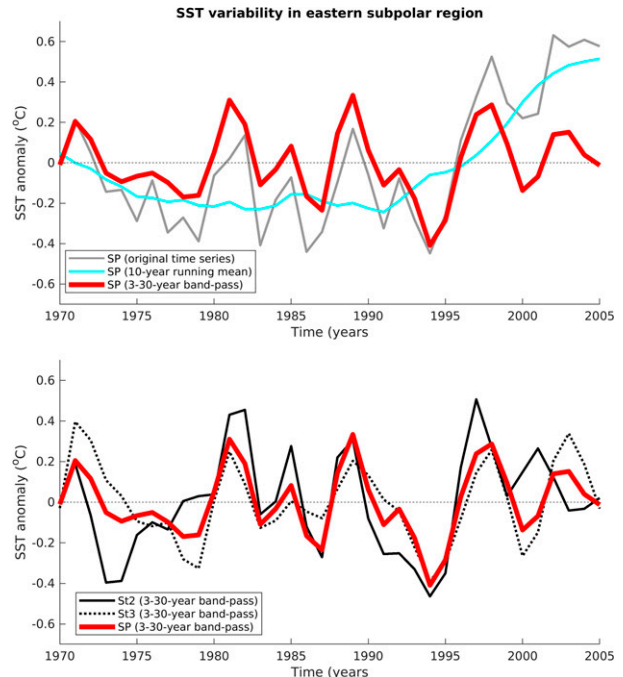 SST variability in eastern subpolar region
SST anomaly (°C)
0.6
0.4
0.2
0
-0.2
-0.4
-0.6
SP (original time series)
SP (10-year running mean)
SP (3-30-year band-pass)
1970 1975 1980 1985 1990 1995 2000 2005
Time (years
SST anomaly (°C)
0.6
0.4
0.2
0
-0.2
-0.4
-0.6
St2 (3-30-year band-pass)
St3 (3-30-year band-pass)
SP (3-30-year band-pass)
1970 1975 1980 1985 1990 1995 2000 2005
Time (years